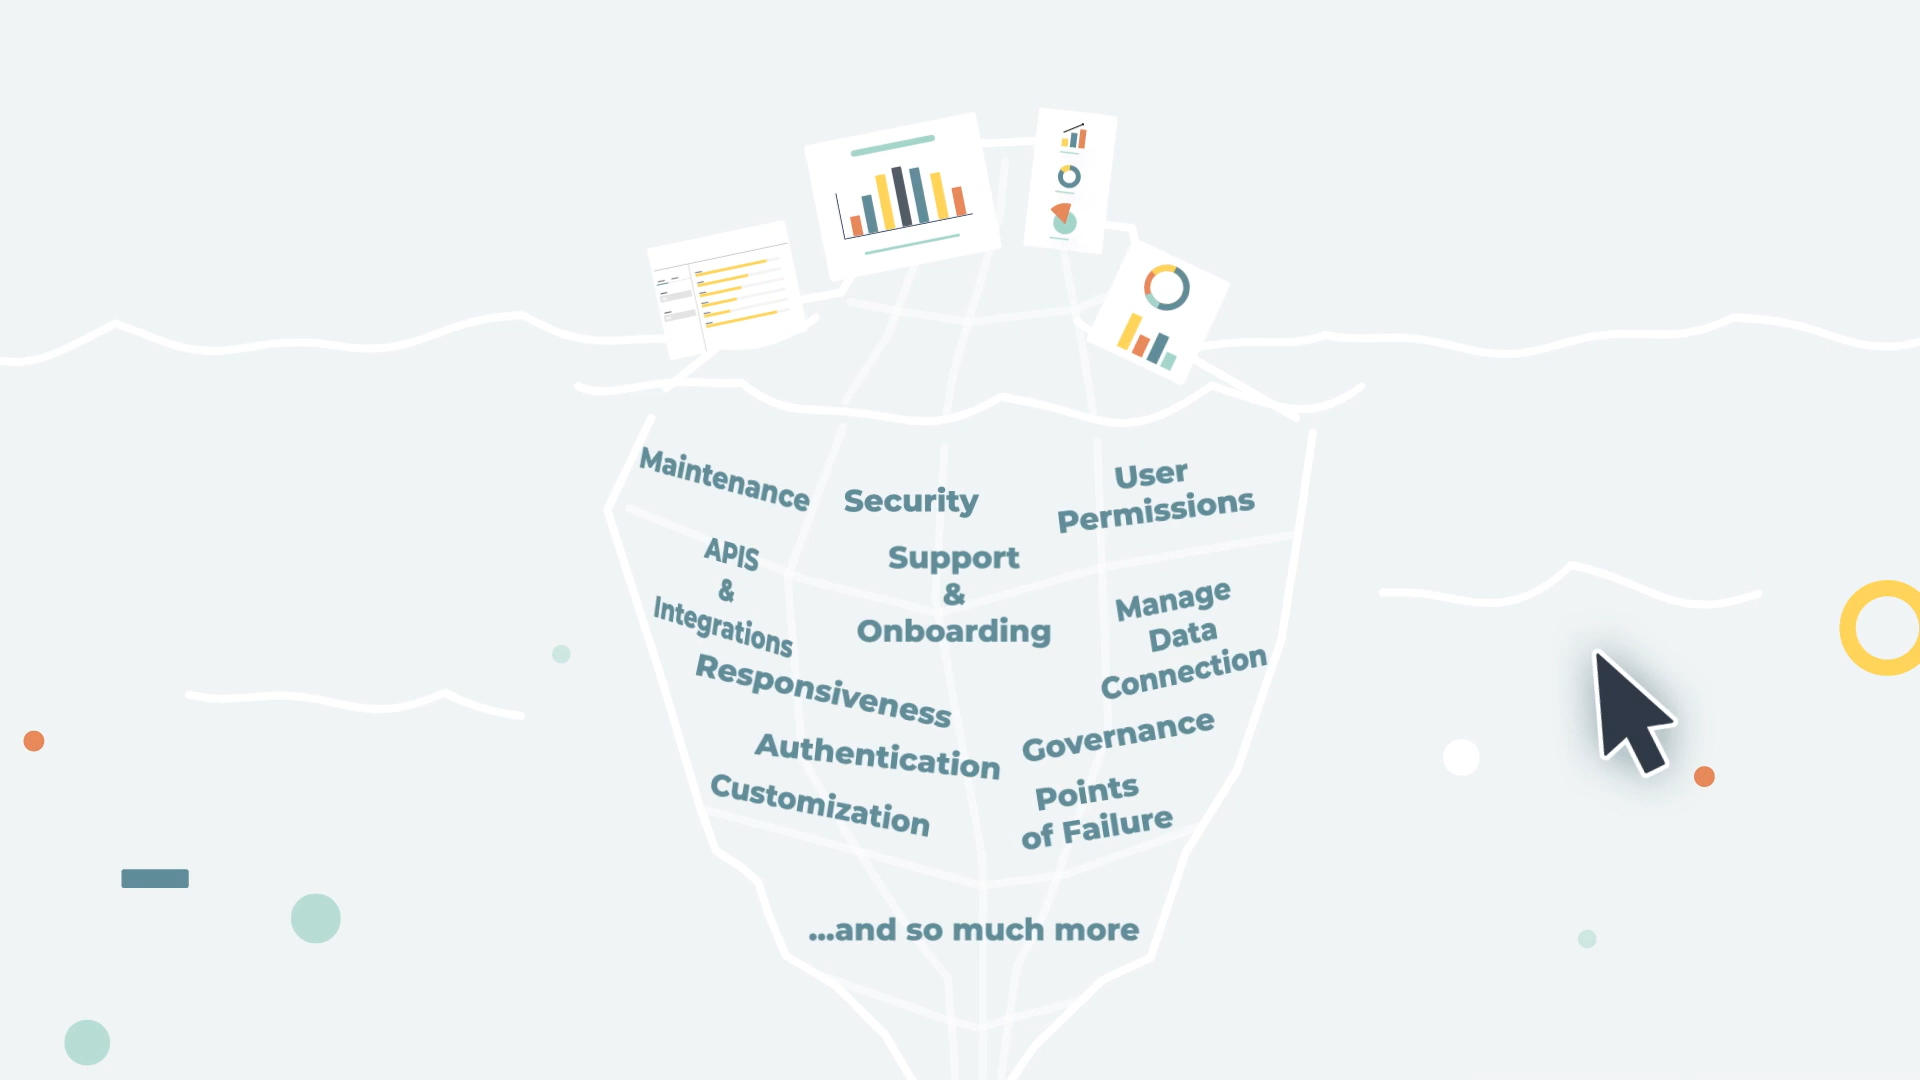 Maintenance
Security
User
Permissions
APIS
&
Integrations
Support
&
Onboarding
Manage
Data
Connection
Responsiveness
Authentication
Governance
Customization
Points
of Failure
...and so much more